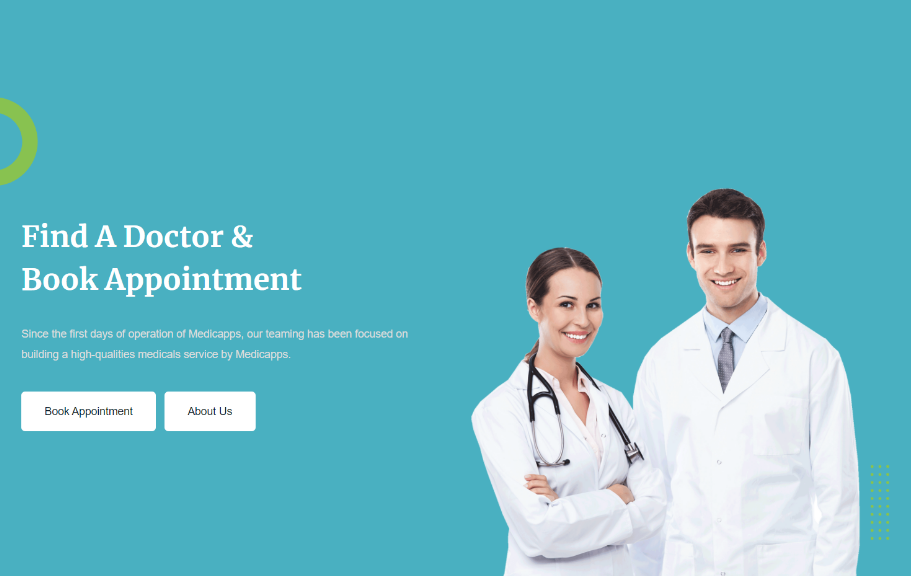 Find A Doctor &
Book Appointment
Since the first days of operation of Medicapps, our teaming has been focused on
building a high-qualities medicals service by Medicapps.
Book Appointment
About Us